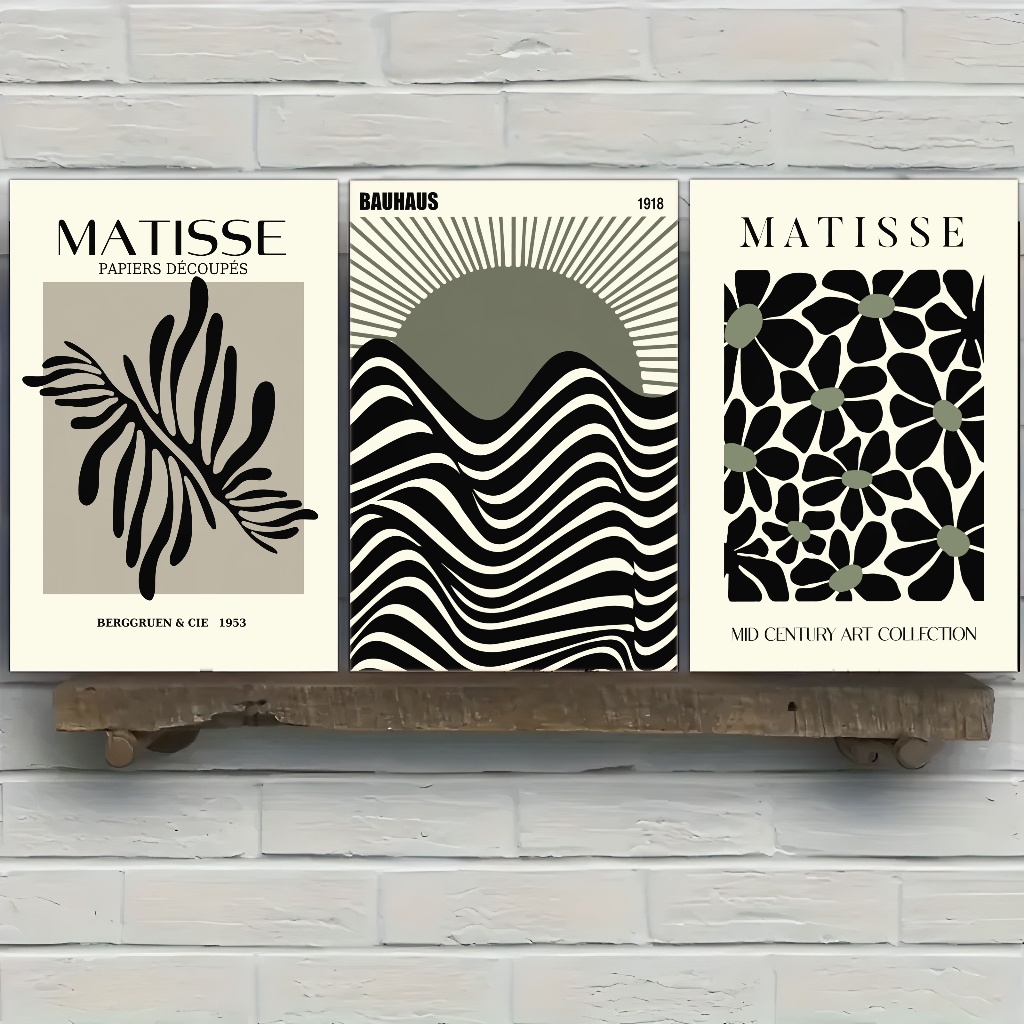 MATISSE
PAPIERS DÉCOUPÉS
BERGGRUEN & CIE 1953
BAUHAUS
1918
MATISSE
MID CENTURY ART COLLECTION